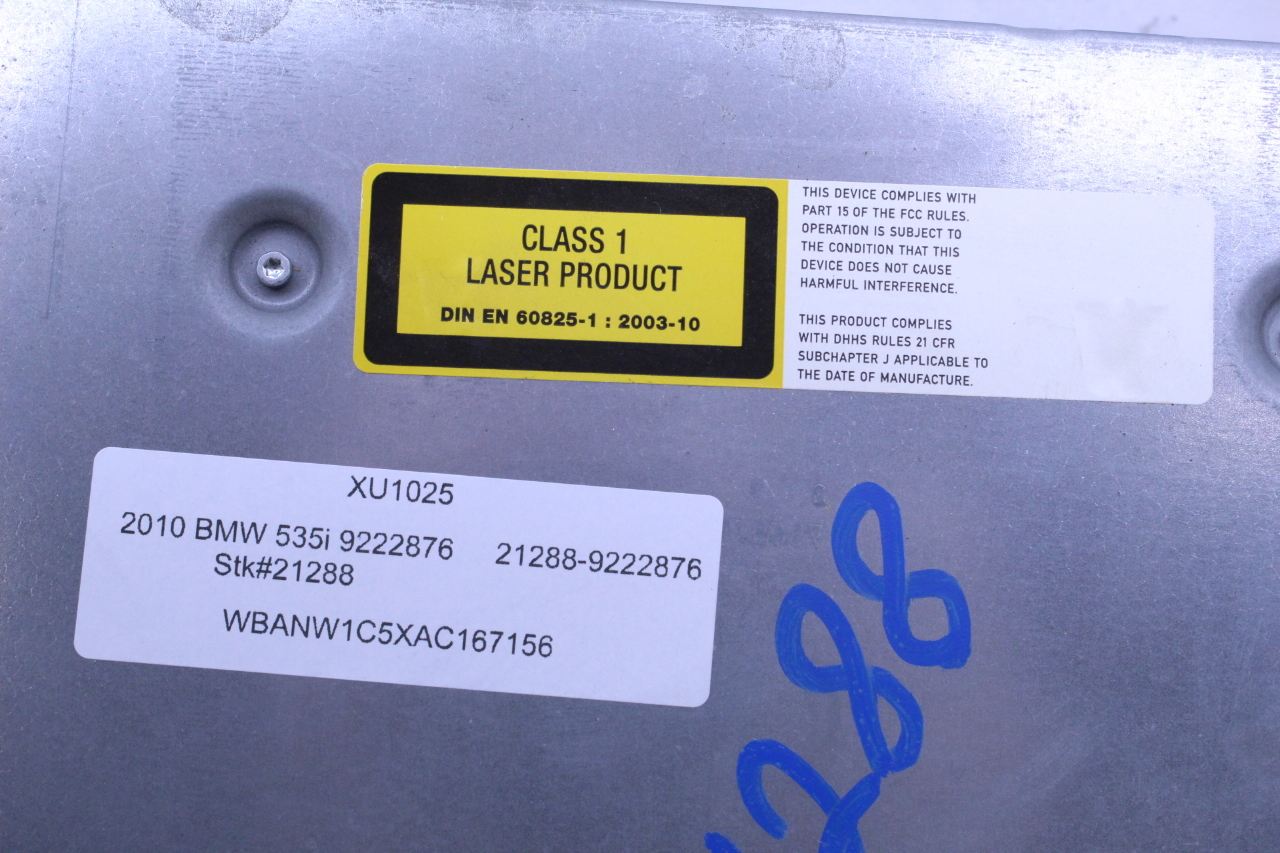 CLASS 1
LASER PRODUCT
DIN EN 60825-1 : 2003-10
THIS DEVICE COMPLIES WITH
PART 15 OF THE FCC RULES.
OPERATION IS SUBJECT TO
THE CONDITION THAT THIS
DEVICE DOES NOT CAUSE
HARMFUL INTERFERENCE.
THIS PRODUCT COMPLIES
WITH DHHS RULES 21 CFR
SUBCHAPTER J APPLICABLE TO
THE DATE OF MANUFACTURE.
XU1025
2010 BMW 535i 9222876 21288-9222876
Stk#21288
WBANW1C5XAC167156
288